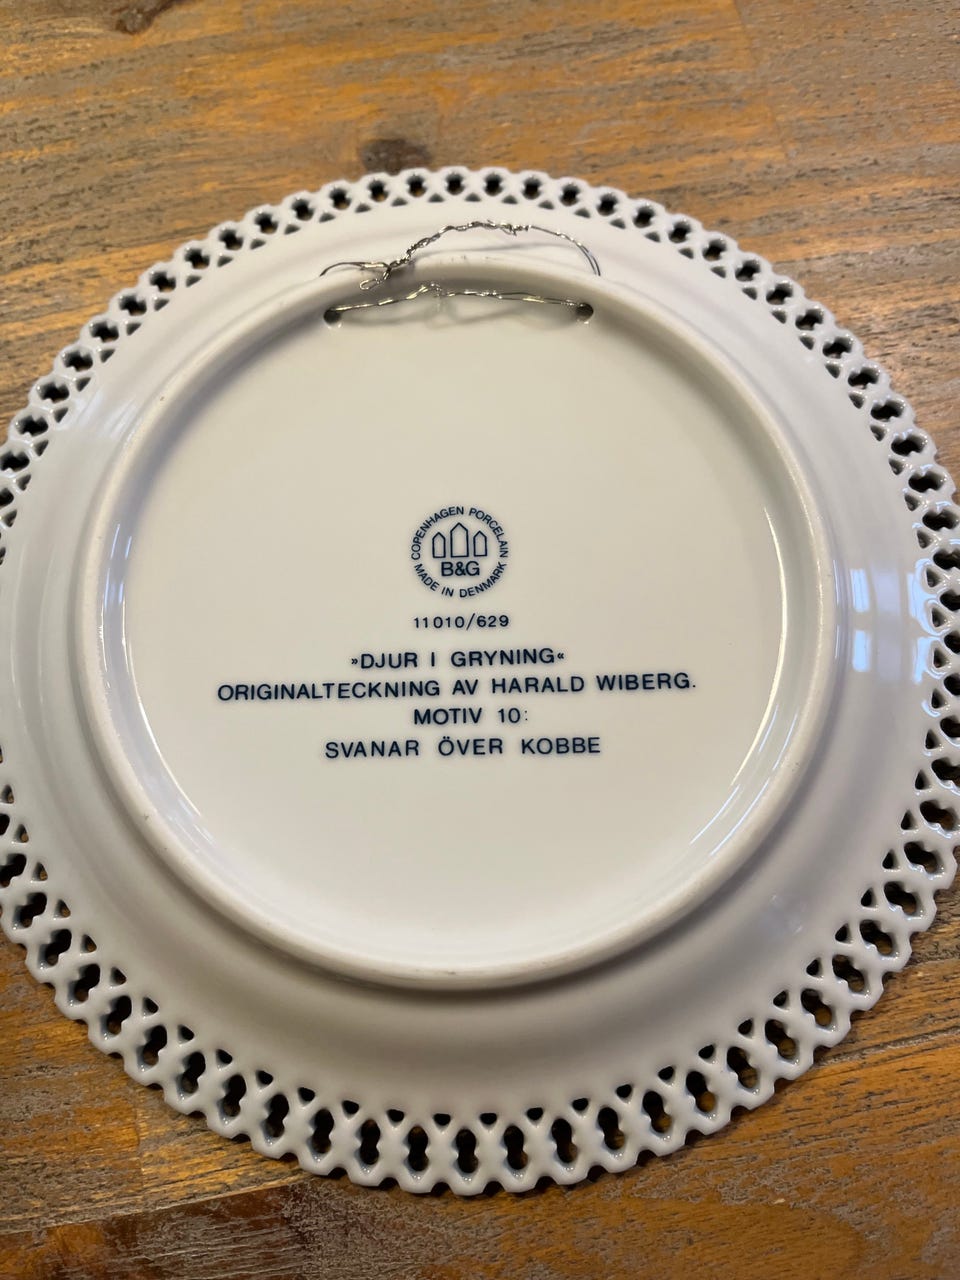 COPENHAGEN PORCELAIN
B&G
MADE IN DENMARK
11010/629
»DJUR I GRYNING«
ORIGINALTECKNING AV HARALD WIBERG.
MOTIV 10:
SVANAR ÖVER KOBBE